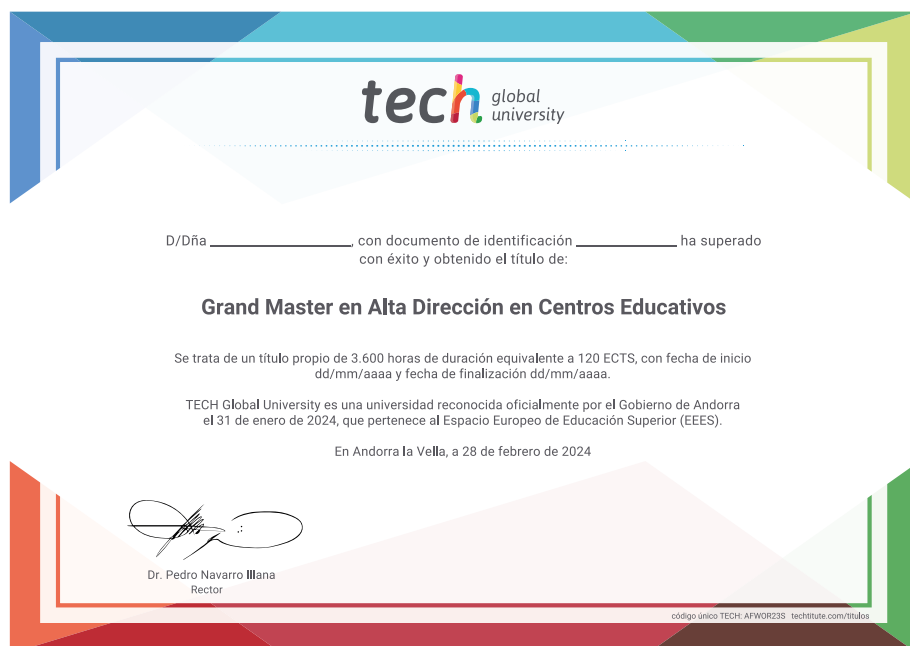 tech global university
D/Dña ____________________, con documento de identificación ______________ ha superado
con éxito y obtenido el título de:
Grand Master en Alta Dirección en Centros Educativos
Se trata de un título propio de 3.600 horas de duración equivalente a 120 ECTS, con fecha de inicio
dd/mm/aaaa y fecha de finalización dd/mm/aaaa.
TECH Global University es una universidad reconocida oficialmente por el Gobierno de Andorra
el 31 de enero de 2024, que pertenece al Espacio Europeo de Educación Superior (EEES).
En Andorra la Vella, a 28 de febrero de 2024
Dr. Pedro Navarro Illana
Rector
código único TECH: AFWOR23S techtitute.com/titulos